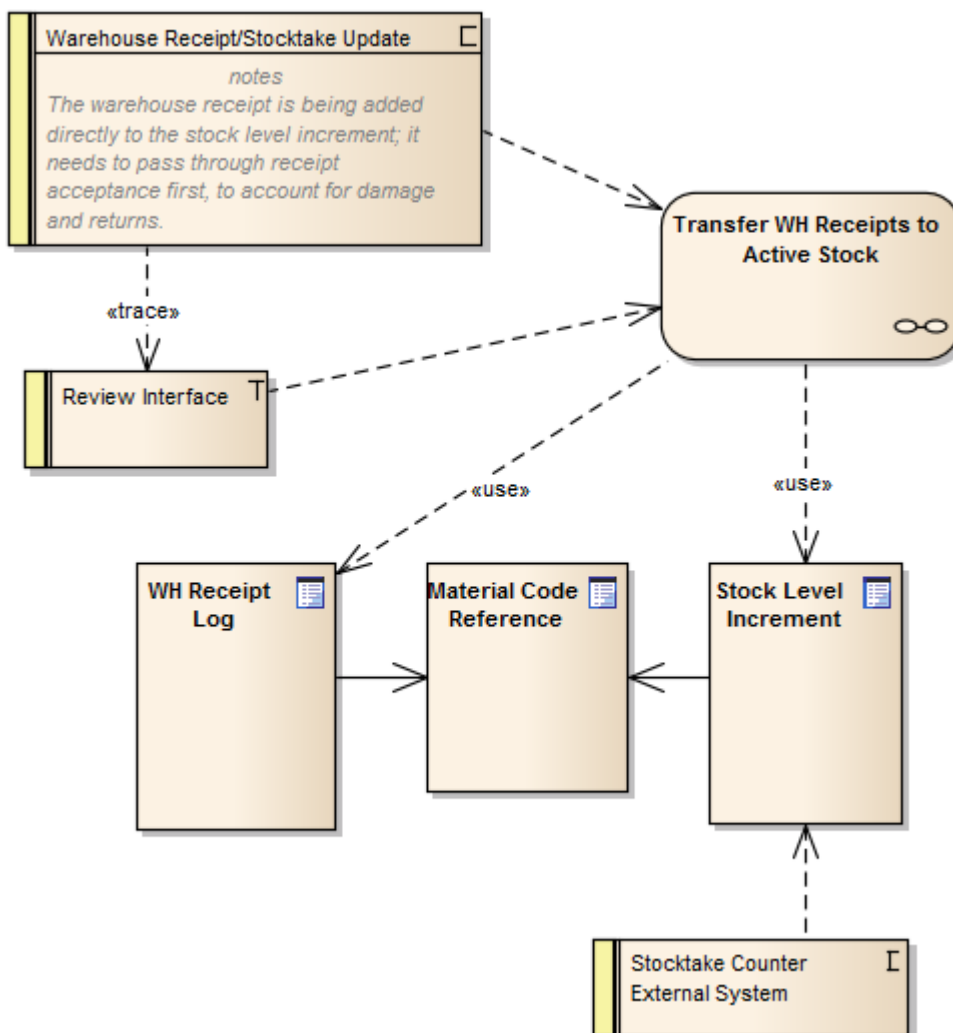 Warehouse Receipt/Stocktake Update
notes
The warehouse receipt is being added
directly to the stock level increment; it
needs to pass through receipt
acceptance first, to account for damage
and returns.
Transfer WH Receipts to
Active Stock
«trace»
Review Interface
«use»
«use»
WH Receipt
Log
Material Code
Reference
Stock Level
Increment
Stocktake Counter
External System